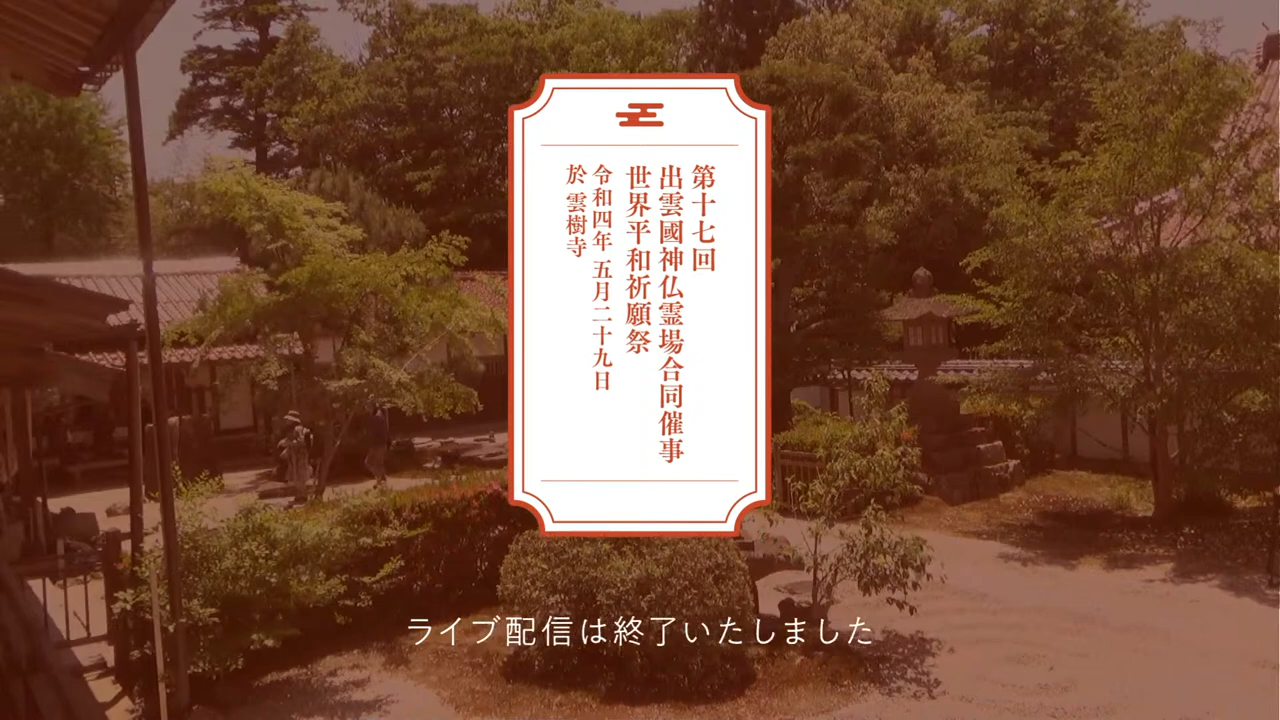 第十七回
出雲國神仏霊場合同催事
世界平和祈願祭
令和四年 五月二十九日
於 雲樹寺
ライブ配信は終了いたしました